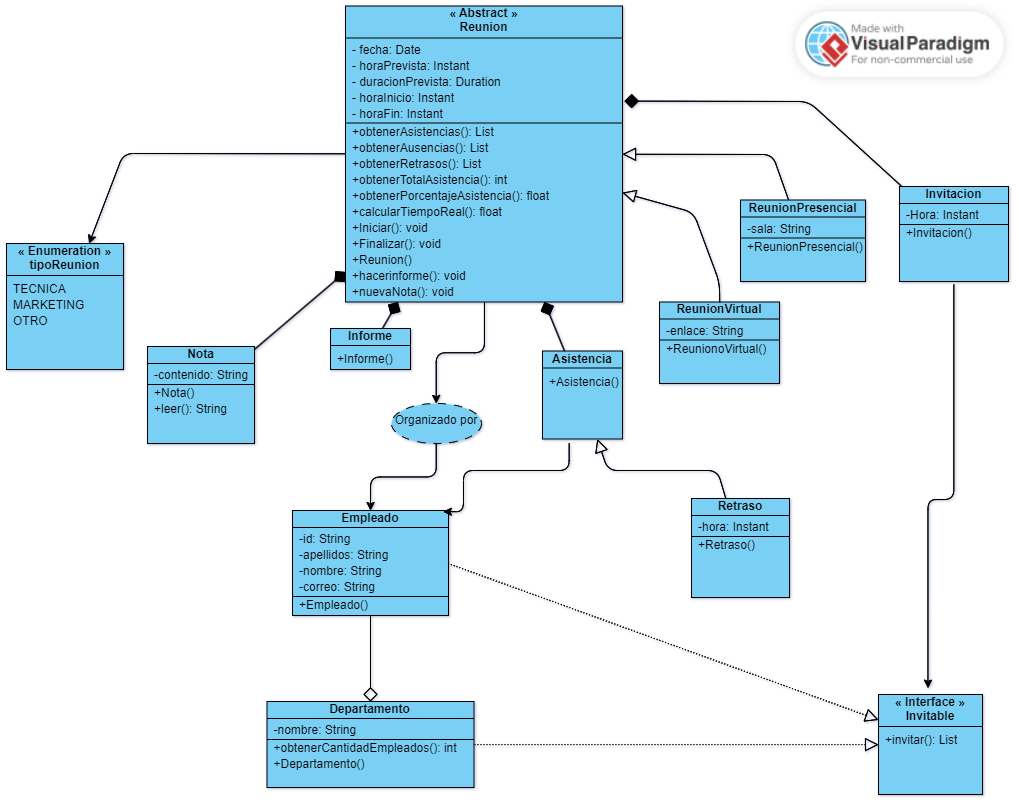 « Abstract »
Reunion
- fecha: Date
- horaPrevista: Instant
- duracionPrevista: Duration
- horaInicio: Instant
- horaFin: Instant
+obtenerAsistencias(): List
+obtenerAusencias(): List
+obtenerRetrasos(): List
+obtenerTotalAsistencia(): int
+obtenerPorcentajeAsistencia(): float
+calcularTiempoReal(): float
+Iniciar(): void
+Finalizar(): void
+Reunion()
+hacerinforme(): void
+nuevaNota(): void
Made with
Visual Paradigm
For non-commercial use
« Enumeration »
tipoReunion
TECNICA
MARKETING
OTRO
ReunionPresencial
-sala: String
+ReunionPresencial()
Invitacion
-Hora: Instant
+Invitacion()
ReunionVirtual
-enlace: String
+ReunionoVirtual()
Nota
-contenido: String
+Nota()
+leer(): String
Informe
+Informe()
Asistencia
+Asistencia()
Organizado por
Empleado
-id: String
-apellidos: String
-nombre: String
-correo: String
+Empleado()
Retraso
-hora: Instant
+Retraso()
Departamento
-nombre: String
+obtenerCantidadEmpleados(): int
+Departamento()
« Interface »
Invitable
+invitar(): List